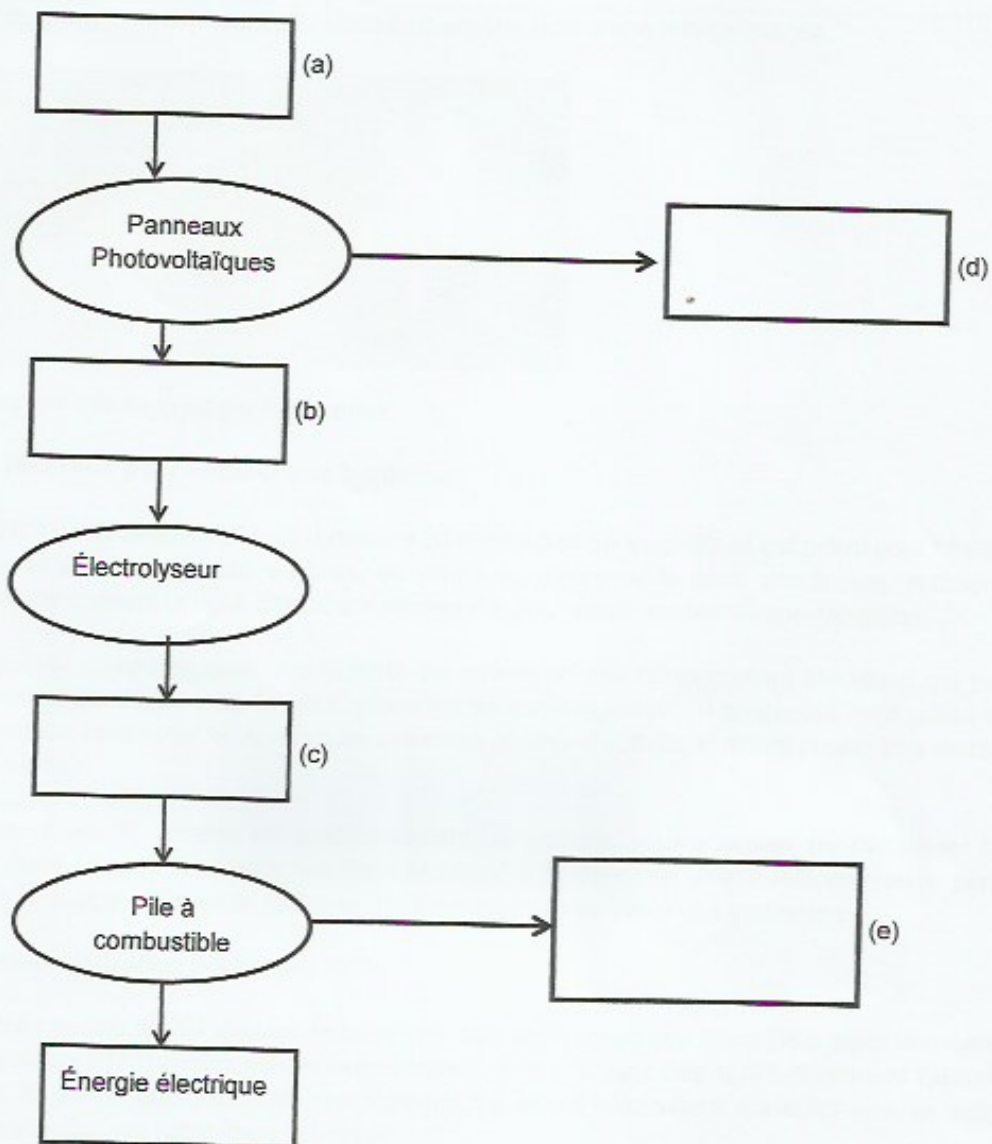 (a)
Panneaux
Photovoltaïques
(d)
(b)
Électrolyseur
(c)
Pile à
combustible
(e)
Énergie électrique